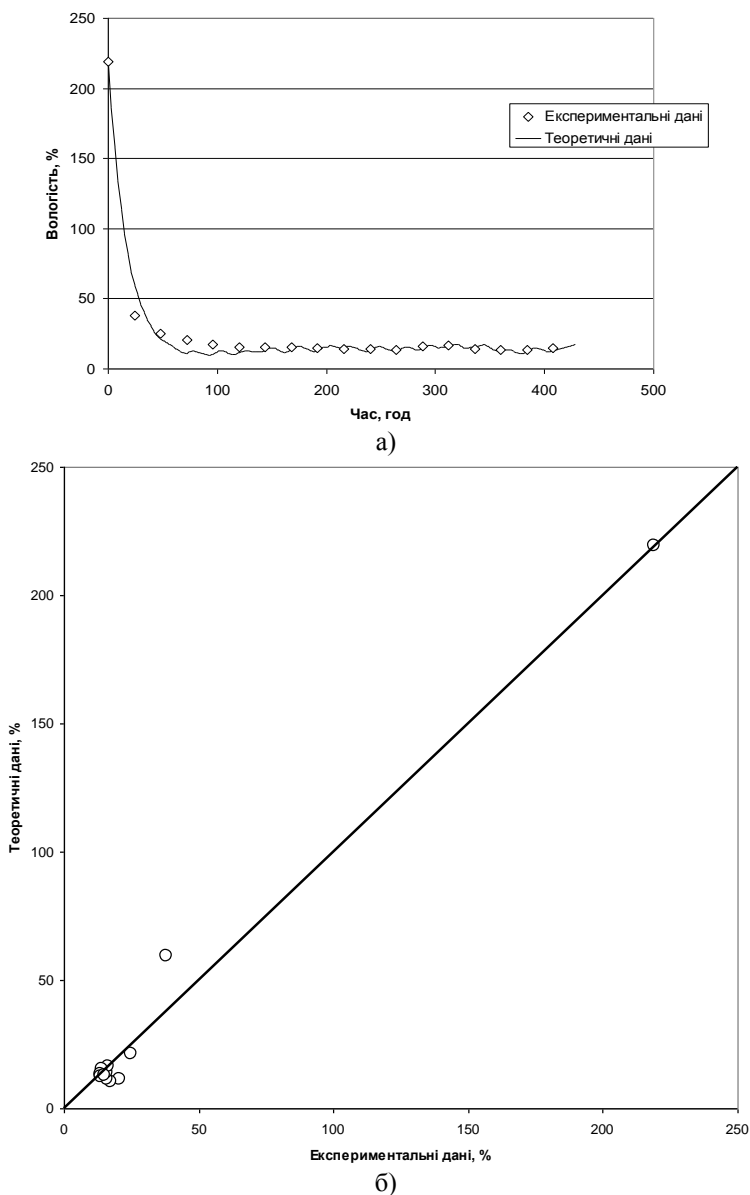 250
200
150
100
50
0
Вологість, %
0 100 200 300 400 500
Час, год
Експериментальні дані
Теоретичні дані
а)
250
200
150
100
50
0
Теоретичні дані, %
0 50 100 150 200 250
Експериментальні дані, %
б)